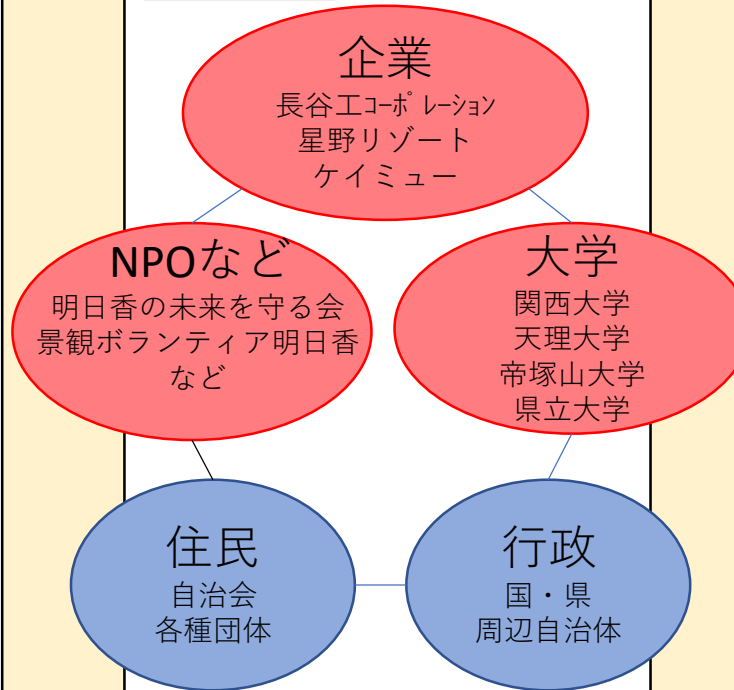 企業
長谷工ｺｰﾎﾟﾚｰｼｮﾝ
星野リゾート
ケイミュー
NPOなど
明日香の未来を守る会
景観ボランティア明日香
など
大学
関西大学
天理大学
帝塚山大学
県立大学
住民
自治会
各種団体
行政
国・県
周辺自治体